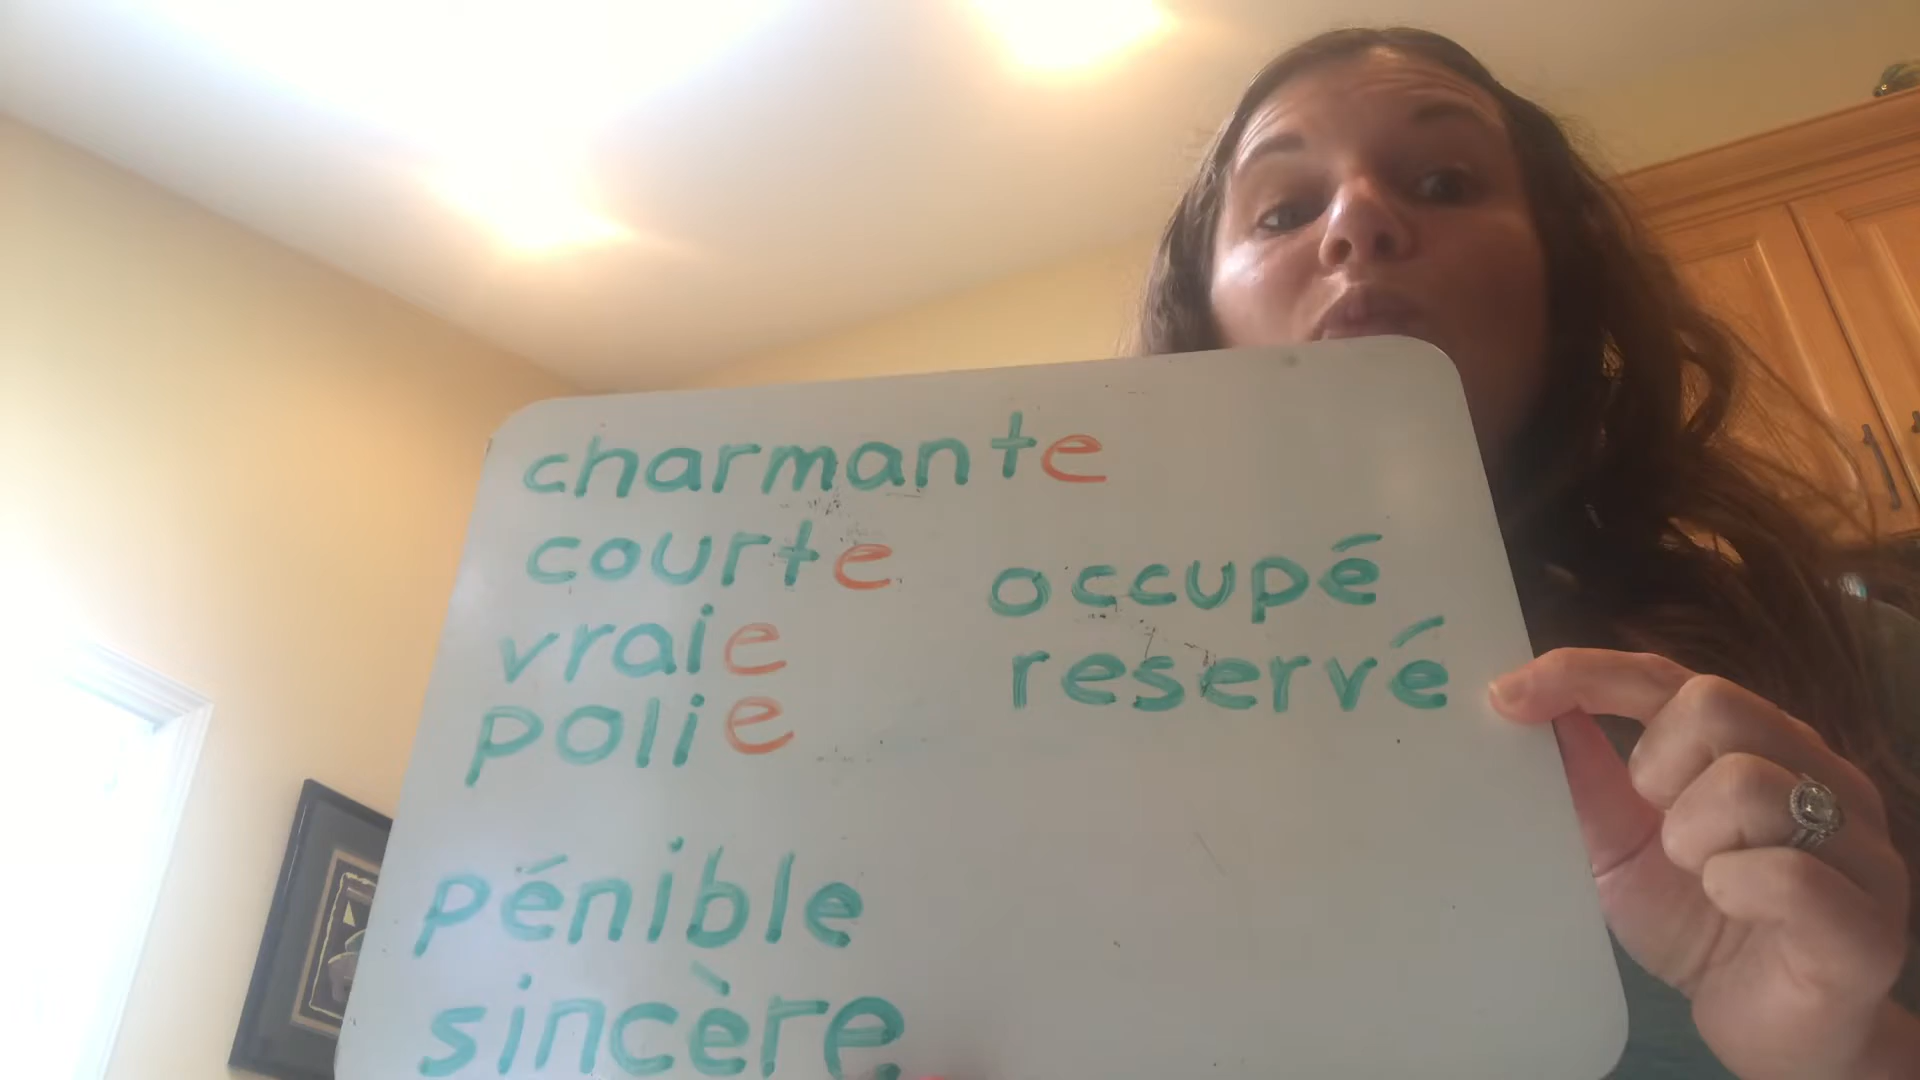 charmante
courte
vraie
polie
occupé
reservé
pénible
sincère